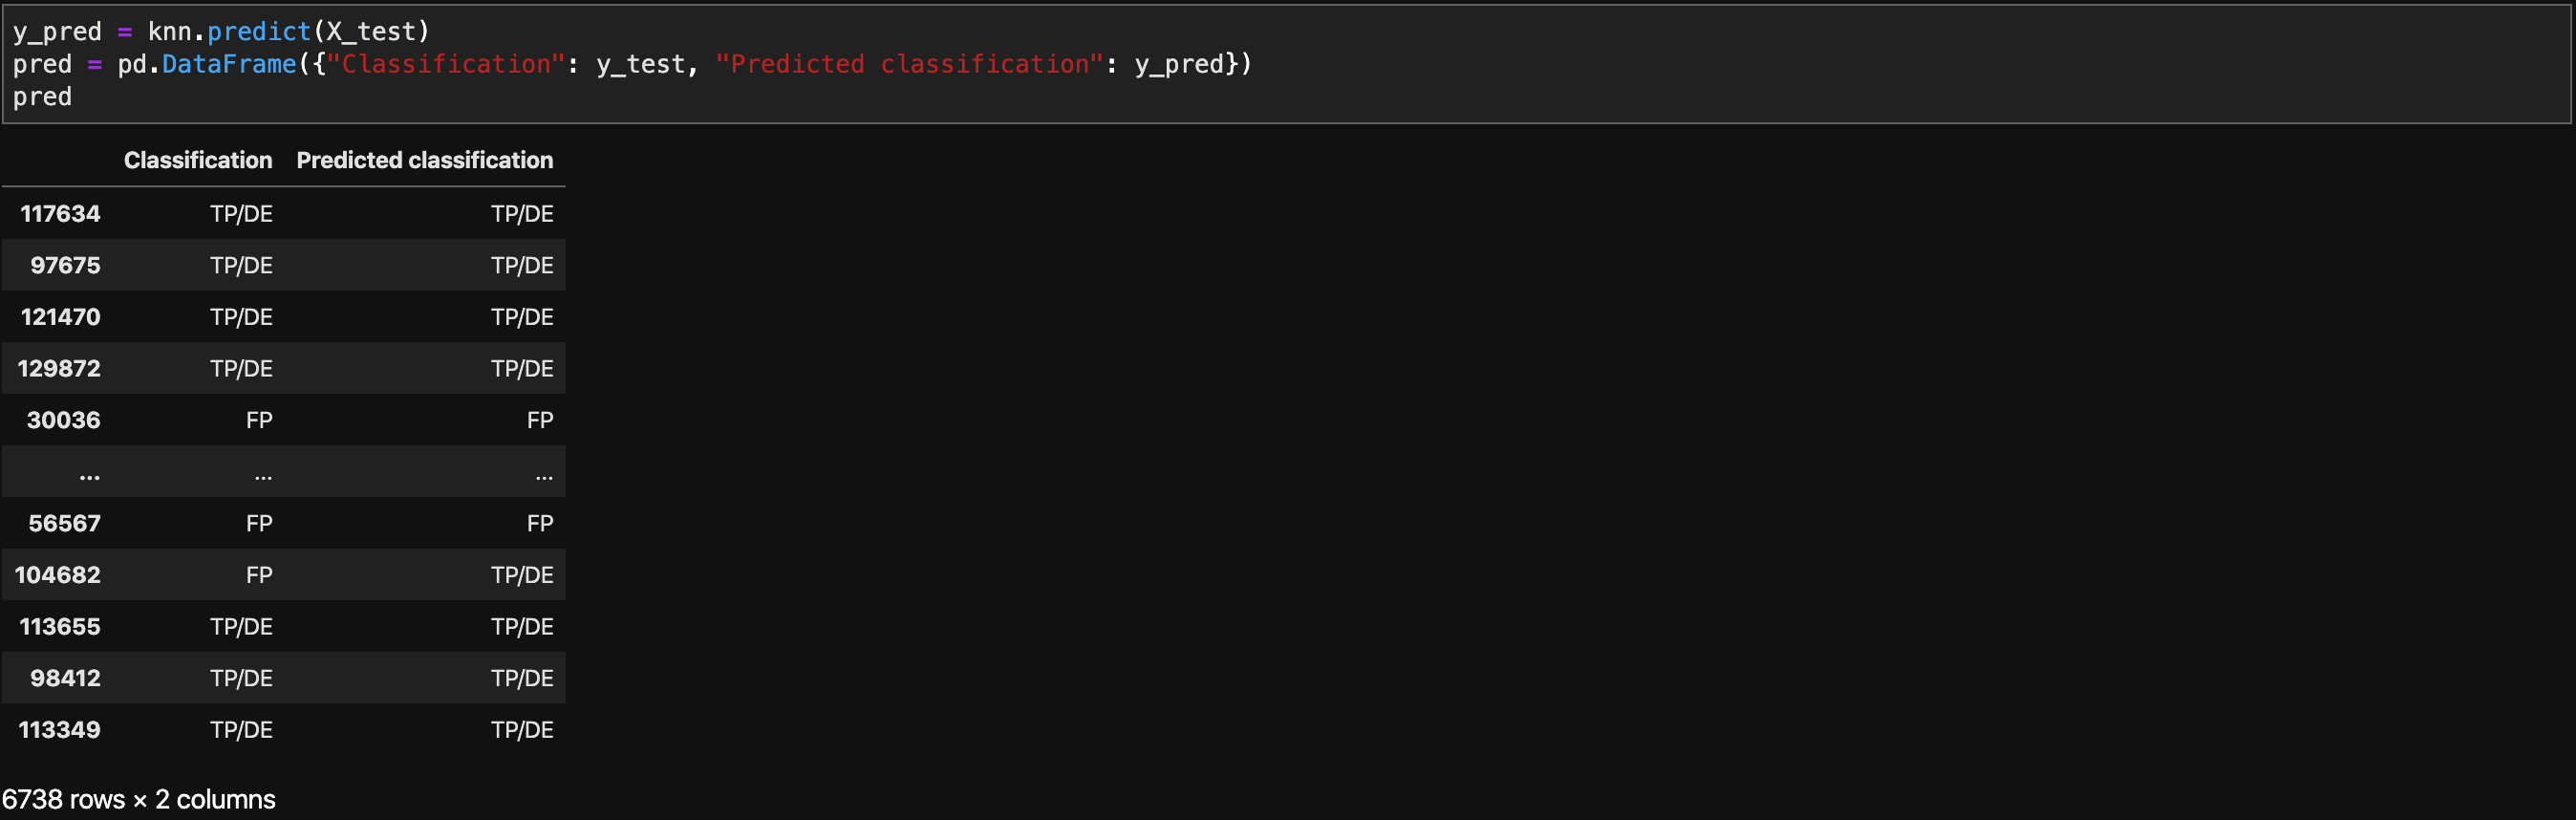 y_pred = knn.predict(X_test)
pred = pd.DataFrame({"Classification": y_test, "Predicted classification": y_pred})
pred
Classification Predicted classification
117634 TP/DE TP/DE
97675 TP/DE TP/DE
121470 TP/DE TP/DE
129872 TP/DE TP/DE
30036 FP FP
... ... ...
56567 FP FP
104682 FP TP/DE
113655 TP/DE TP/DE
98412 TP/DE TP/DE
113349 TP/DE TP/DE
6738 rows × 2 columns